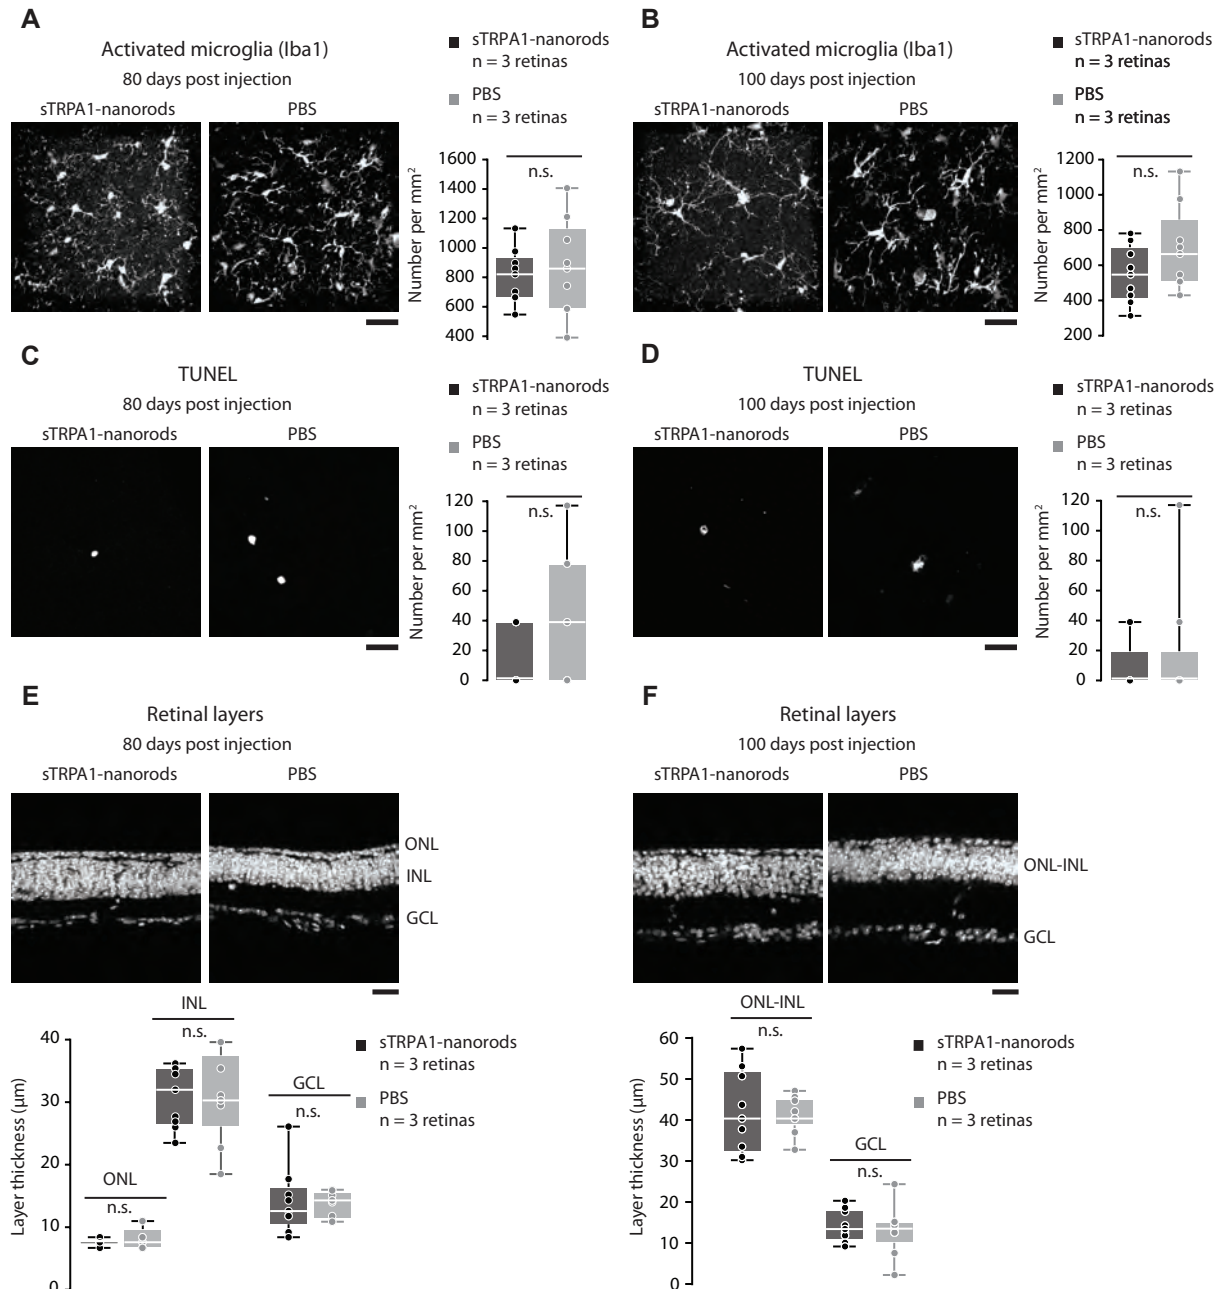 A
Activated microglia (Iba1)
80 days post injection
sTRPA1-nanorods PBS
sTRPA1-nanorods
n = 3 retinas
PBS
n = 3 retinas
Number per mm²
1600
1400
1200
1000
800
600
400
n.s.
B
Activated microglia (Iba1)
100 days post injection
sTRPA1-nanorods PBS
sTRPA1-nanorods
n = 3 retinas
PBS
n = 3 retinas
Number per mm²
1200
1000
800
600
400
200
n.s.
C
TUNEL
80 days post injection
sTRPA1-nanorods PBS
sTRPA1-nanorods
n = 3 retinas
PBS
n = 3 retinas
Number per mm²
120
100
80
60
40
20
0
n.s.
D
TUNEL
100 days post injection
sTRPA1-nanorods PBS
sTRPA1-nanorods
n = 3 retinas
PBS
n = 3 retinas
Number per mm²
120
100
80
60
40
20
0
n.s.
E
Retinal layers
80 days post injection
sTRPA1-nanorods PBS
ONL
INL
GCL
Layer thickness (µm)
40
30
20
10
0
ONL
n.s.
INL
n.s.
GCL
n.s.
sTRPA1-nanorods
n = 3 retinas
PBS
n = 3 retinas
F
Retinal layers
100 days post injection
sTRPA1-nanorods PBS
ONL-INL
GCL
Layer thickness (µm)
60
50
40
30
20
10
0
ONL-INL
n.s.
GCL
n.s.
sTRPA1-nanorods
n = 3 retinas
PBS
n = 3 retinas